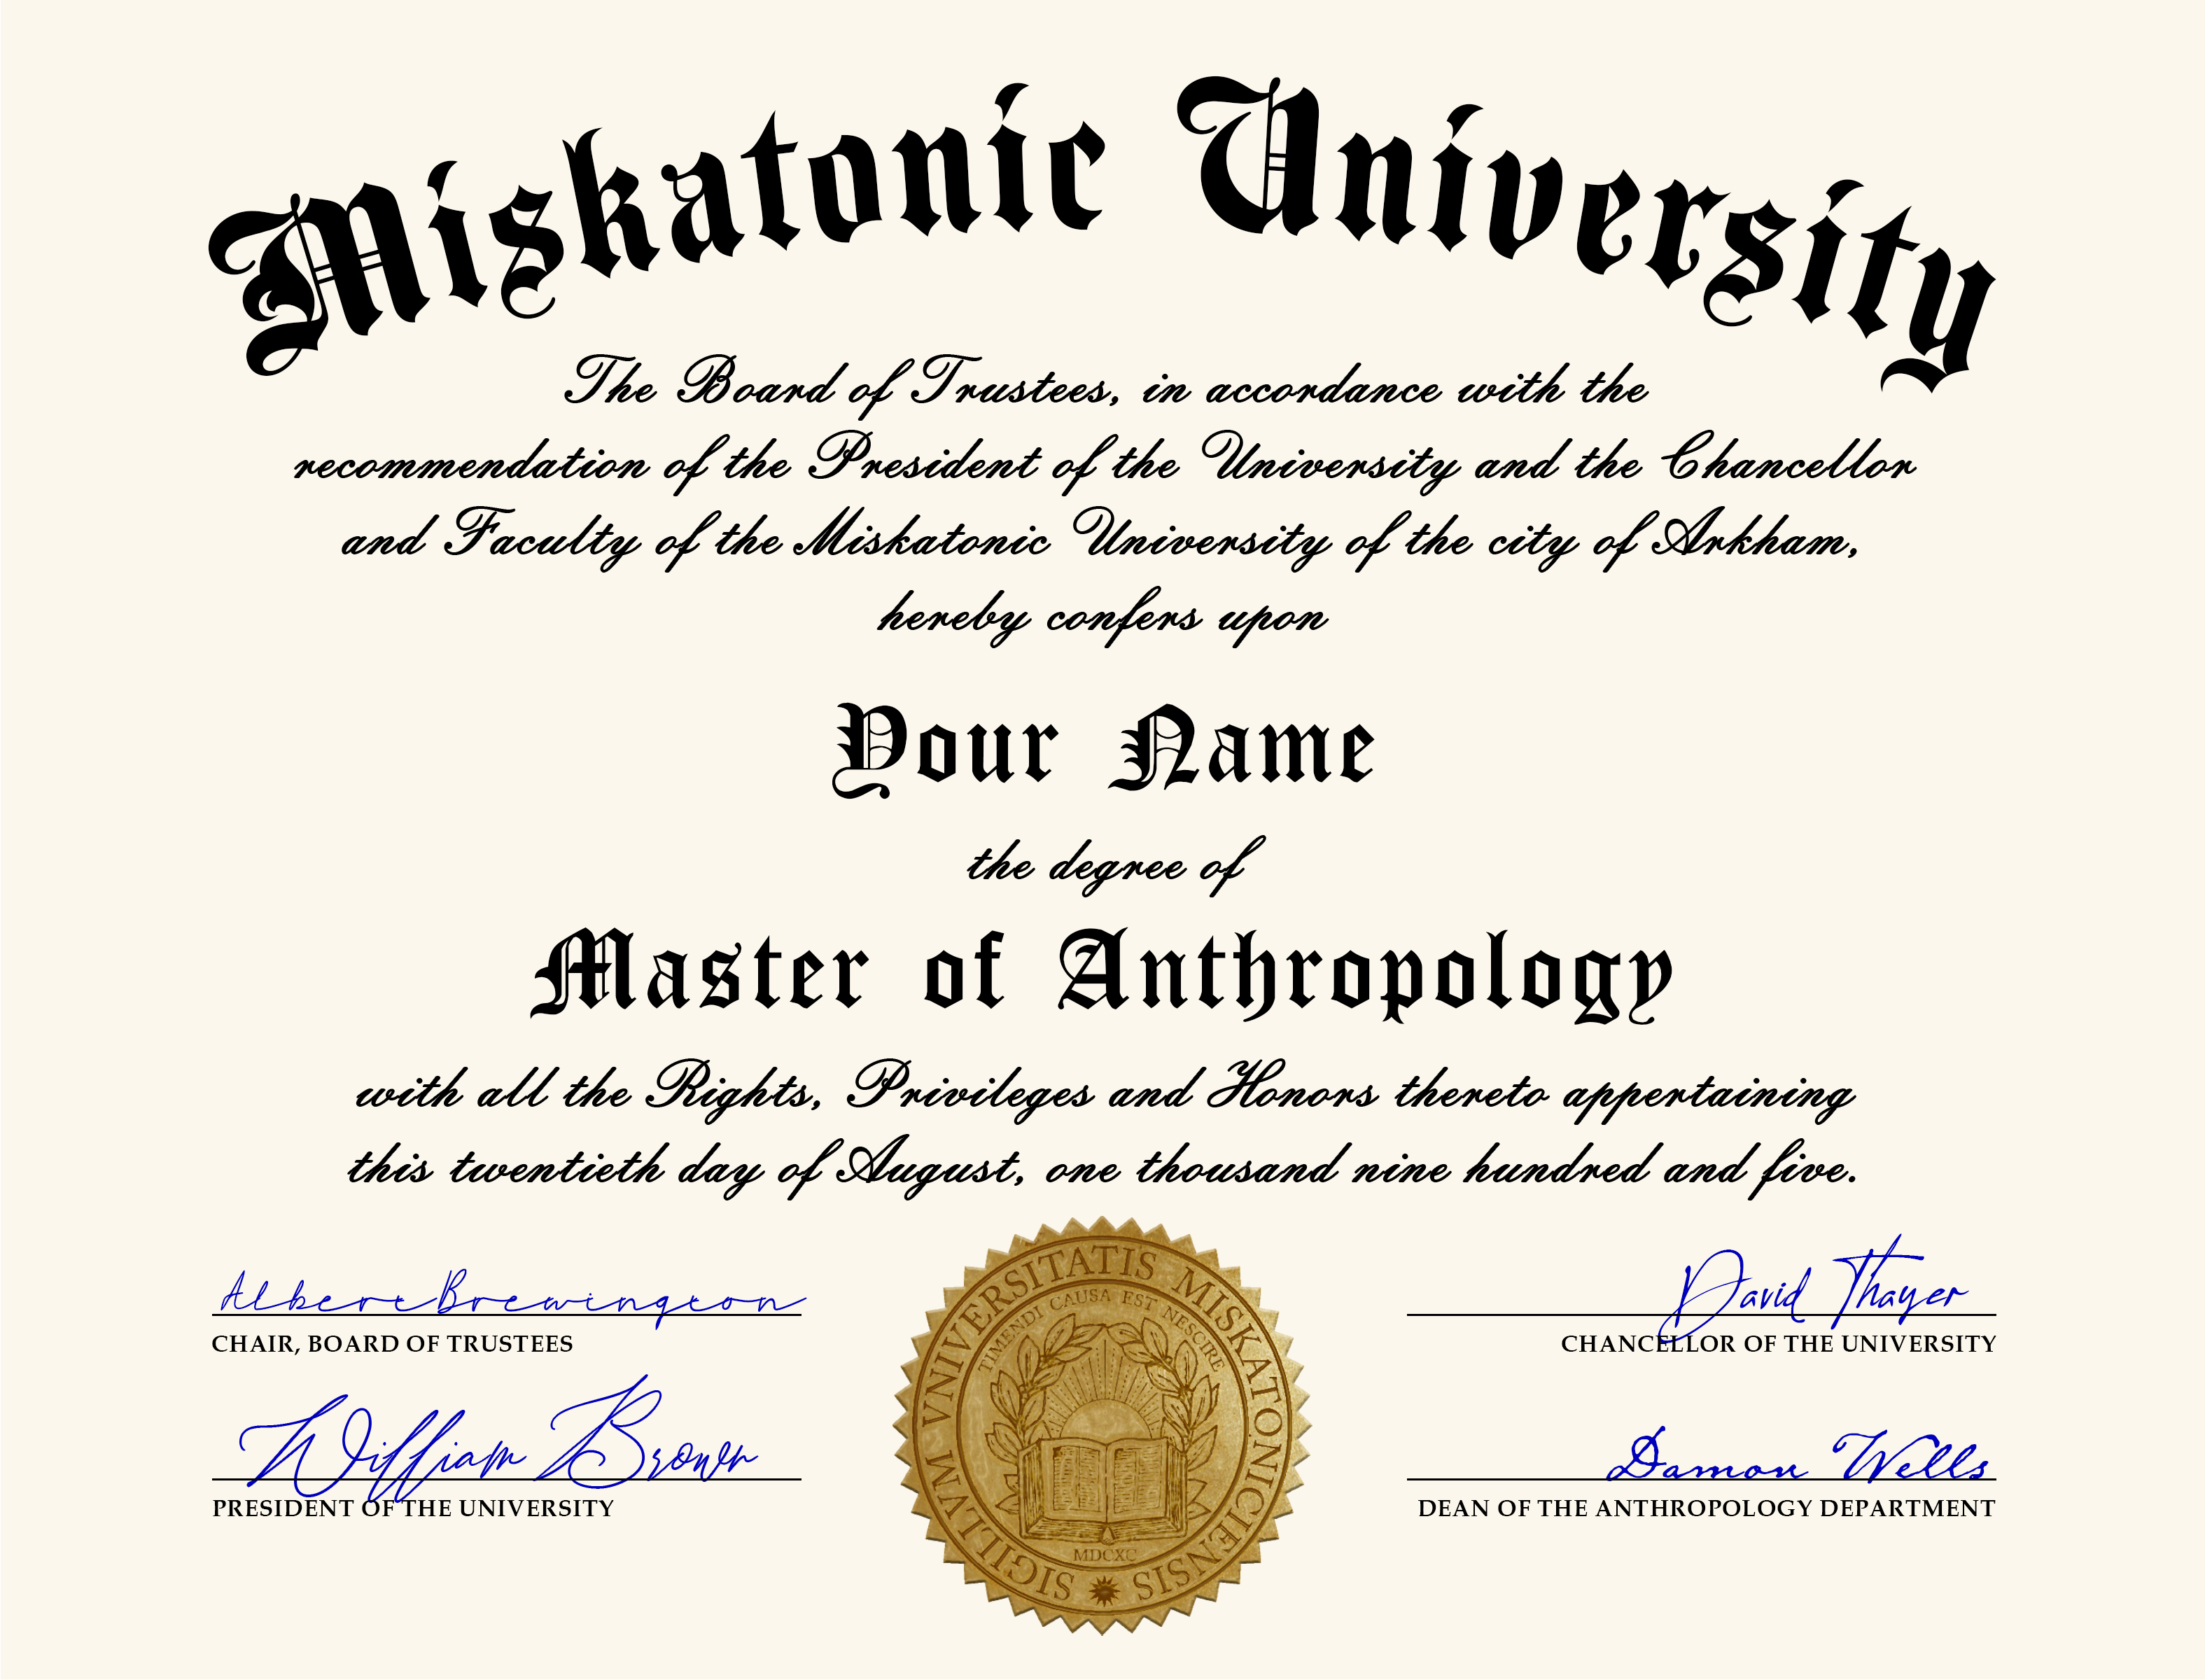 Miskatonic University
The Board of Trustees, in accordance with the
recommendation of the President of the University and the Chancellor
and Faculty of the Miskatonic University of the city of Arkham,
hereby confers upon
Your Name
the degree of
Master of Anthropology
with all the Rights, Privileges and Honors thereto appertaining
this twentieth day of August, one thousand nine hundred and five.
Albert Brewington
CHAIR, BOARD OF TRUSTEES
William Brown
PRESIDENT OF THE UNIVERSITY
SIGILLVM VNIVERSITATIS MISKATONICIENSIS
TIMENDI CAUSA EST NESCIRE
MDCXC
David Thayer
CHANCELLOR OF THE UNIVERSITY
Damon Wells
DEAN OF THE ANTHROPOLOGY DEPARTMENT